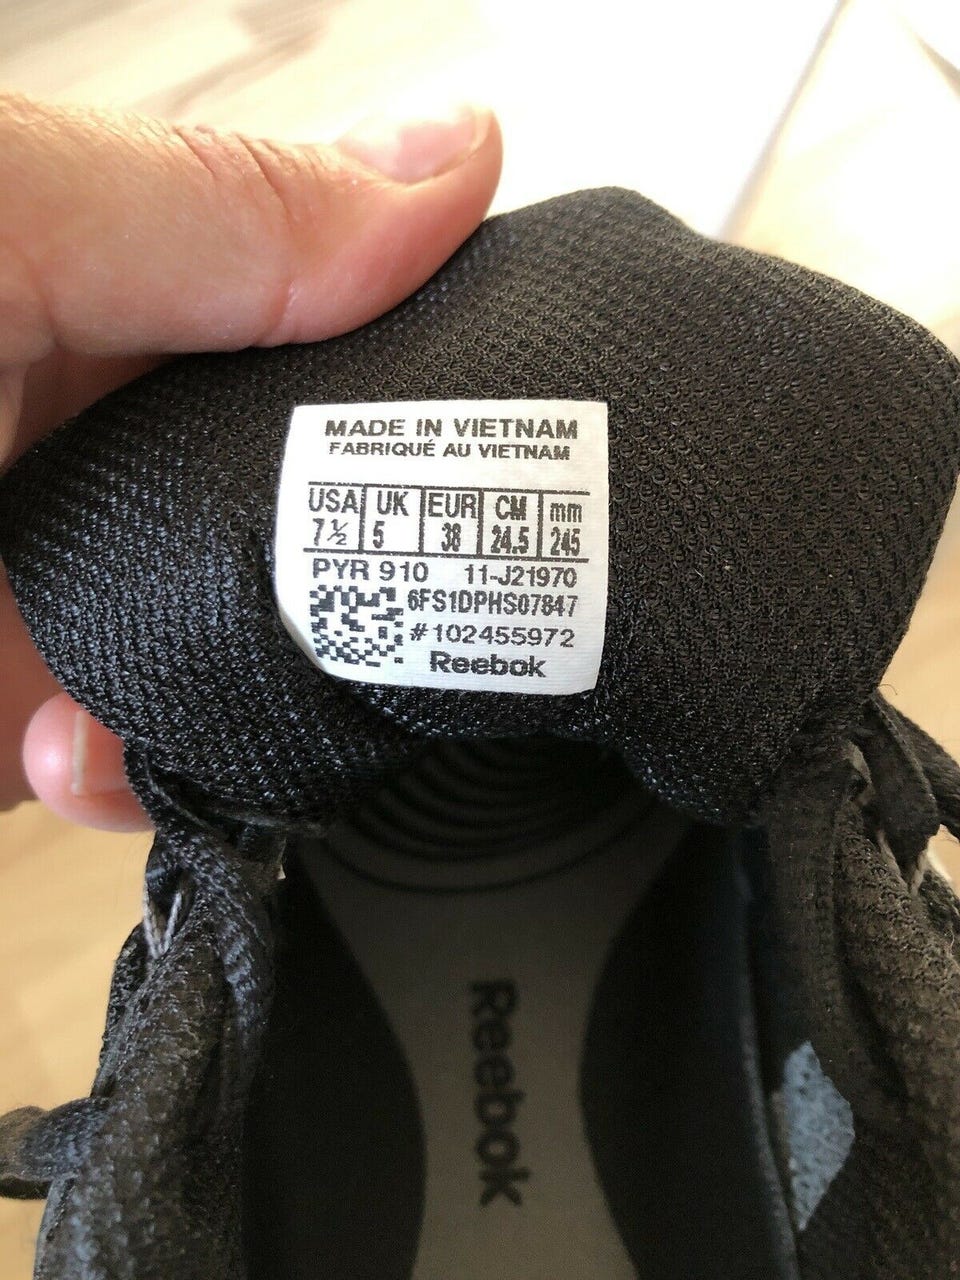 MADE IN VIETNAM
FABRIQUÉ AU VIETNAM
USA UK EUR CM mm
7½ 5 38 24.5 245
PYR 910 11-J21970
6FS1DPHS07847
#102455972
Reebok
Reebok